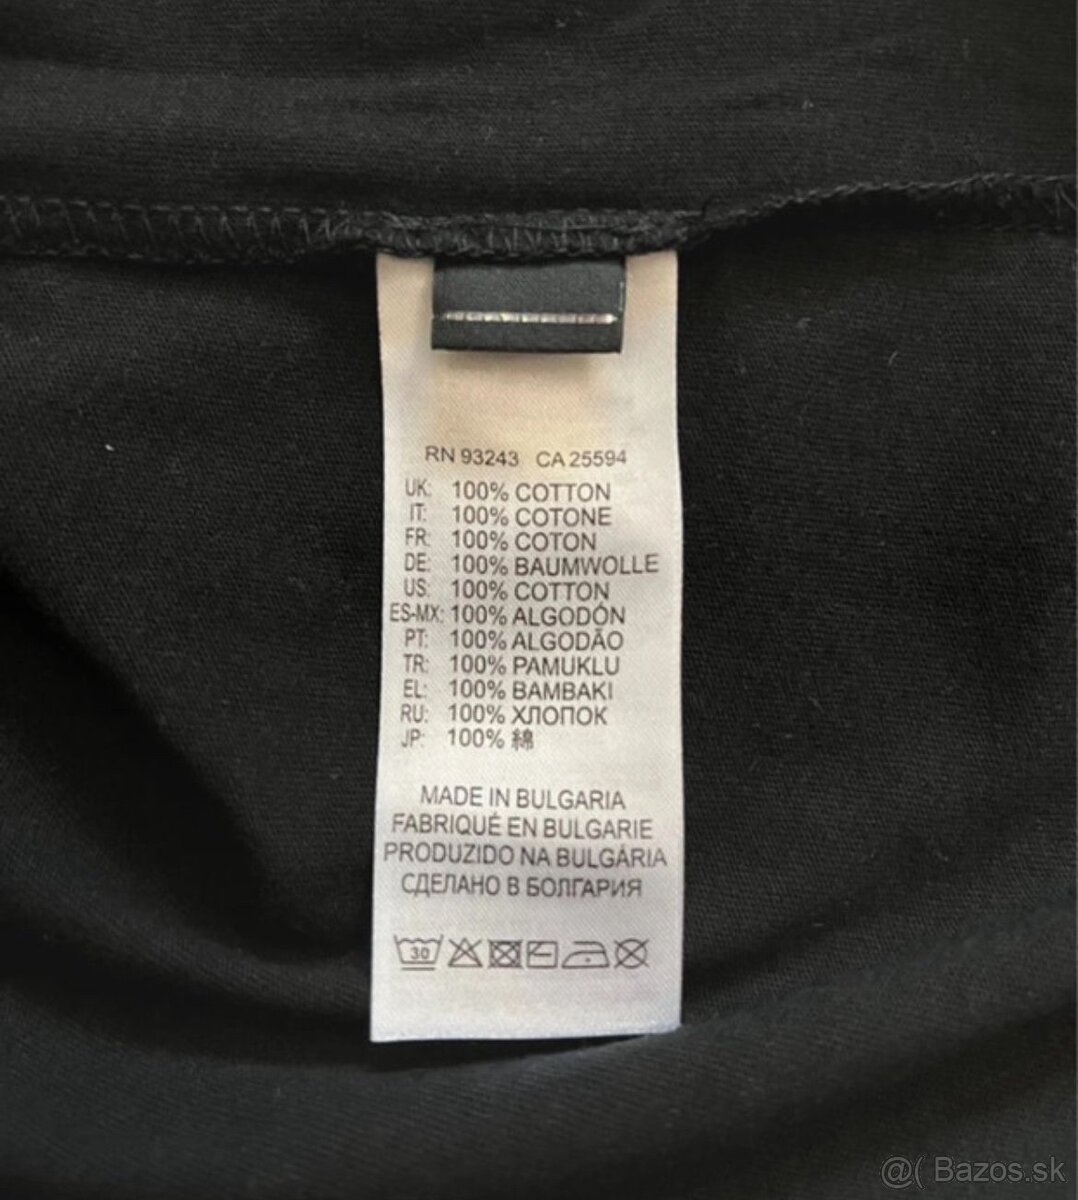 RN 93243 CA 25594
UK: 100% COTTON
IT: 100% COTONE
FR: 100% COTON
DE: 100% BAUMWOLLE
US: 100% COTTON
ES-MX: 100% ALGODÓN
PT: 100% ALGODÃO
TR: 100% PAMUKLU
EL: 100% BAMBAKI
RU: 100% ХЛОПОК
JP: 100% 綿
MADE IN BULGARIA
FABRIQUÉ EN BULGARIE
PRODUZIDO NA BULGÁRIA
СДЕЛАНО В БОЛГАРИЯ
30
@( Bazos.sk